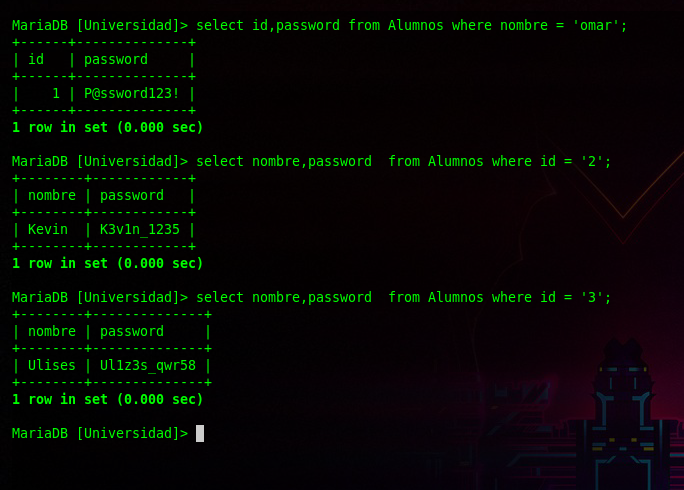 MariaDB [Universidad]> select id,password from Alumnos where nombre = 'omar';
+------+--------------+
| id   | password     |
+------+--------------+
|    1 | P@ssword123! |
+------+--------------+
1 row in set (0.000 sec)
MariaDB [Universidad]> select nombre,password  from Alumnos where id = '2';
+--------+------------+
| nombre | password   |
+--------+------------+
| Kevin  | K3v1n_1235 |
+--------+------------+
1 row in set (0.000 sec)
MariaDB [Universidad]> select nombre,password  from Alumnos where id = '3';
+--------+--------------+
| nombre | password     |
+--------+--------------+
| Ulises | Ul1z3s_qwr58 |
+--------+--------------+
1 row in set (0.000 sec)
MariaDB [Universidad]>